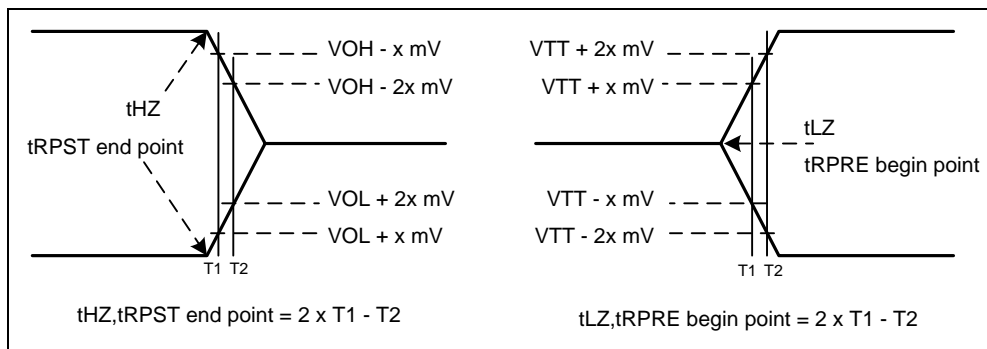 VOH - x mV
VOH - 2x mV
tHZ
tRPST end point
VOL + 2x mV
VOL + x mV
T1 T2
tHZ,tRPST end point = 2 x T1 - T2
VTT + 2x mV
VTT + x mV
tLZ
tRPRE begin point
VTT - x mV
VTT - 2x mV
T1 T2
tLZ,tRPRE begin point = 2 x T1 - T2